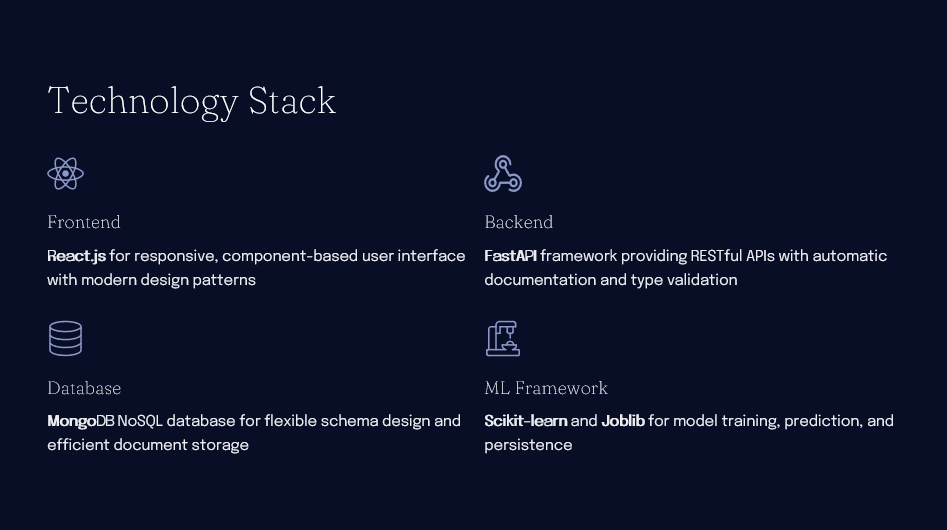 Technology Stack
Frontend
React.js for responsive, component-based user interface
with modern design patterns
Backend
FastAPI framework providing RESTful APIs with automatic
documentation and type validation
Database
MongoDB NoSQL database for flexible schema design and
efficient document storage
ML Framework
Scikit-learn and Joblib for model training, prediction, and
persistence